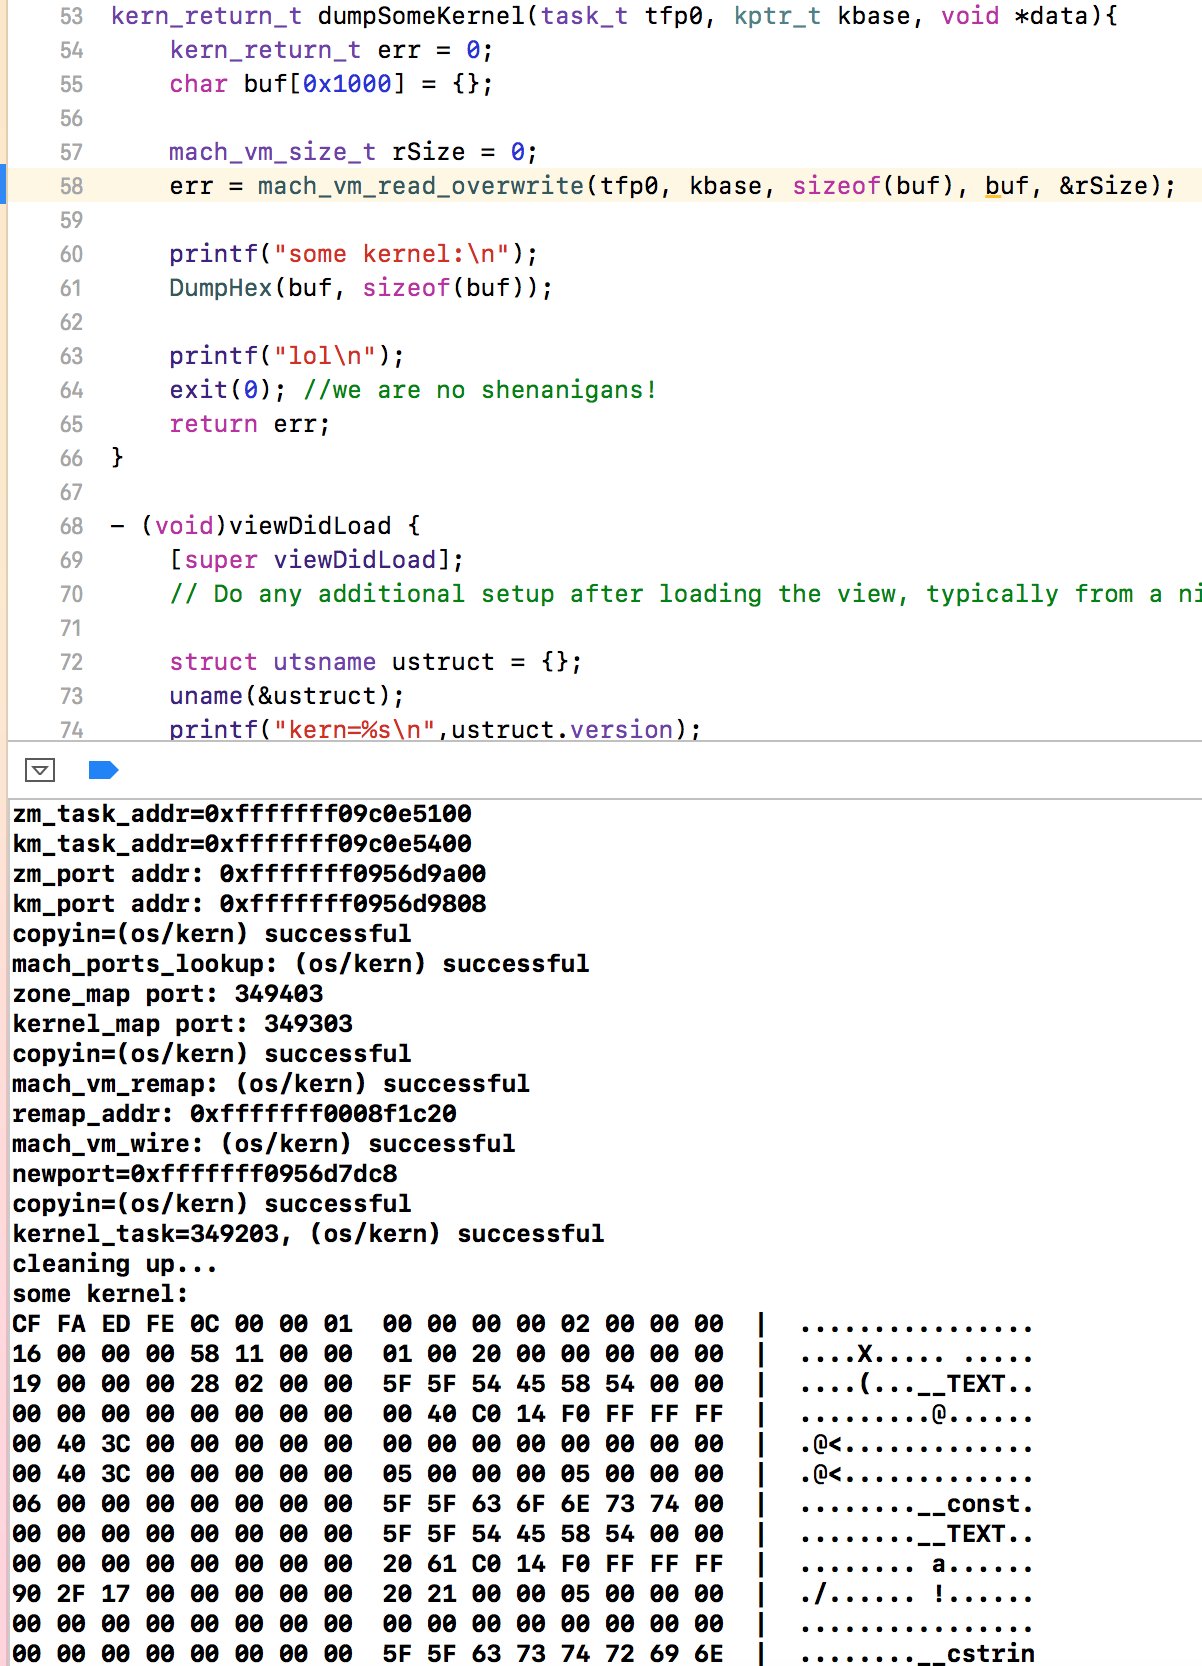 53 kern_return_t dumpSomeKernel(task_t tfp0, kptr_t kbase, void *data){
54     kern_return_t err = 0;
55     char buf[0x1000] = {};
56
57     mach_vm_size_t rSize = 0;
58     err = mach_vm_read_overwrite(tfp0, kbase, sizeof(buf), buf, &rSize);
59
60     printf("some kernel:\n");
61     DumpHex(buf, sizeof(buf));
62
63     printf("lol\n");
64     exit(0); //we are no shenanigans!
65     return err;
66 }
67
68 - (void)viewDidLoad {
69     [super viewDidLoad];
70     // Do any additional setup after loading the view, typically from a ni
71
72     struct utsname ustruct = {};
73     uname(&ustruct);
74     printf("kern=%s\n",ustruct.version);
zm_task_addr=0xfffffff09c0e5100
km_task_addr=0xfffffff09c0e5400
zm_port addr: 0xfffffff0956d9a00
km_port addr: 0xfffffff0956d9808
copyin=(os/kern) successful
mach_ports_lookup: (os/kern) successful
zone_map port: 349403
kernel_map port: 349303
copyin=(os/kern) successful
mach_vm_remap: (os/kern) successful
remap_addr: 0xfffffff0008f1c20
mach_vm_wire: (os/kern) successful
newport=0xfffffff0956d7dc8
copyin=(os/kern) successful
kernel_task=349203, (os/kern) successful
cleaning up...
some kernel:
CF FA ED FE 0C 00 00 01  00 00 00 00 02 00 00 00  |  ................
16 00 00 00 58 11 00 00  01 00 20 00 00 00 00 00  |  ....X..... .....
19 00 00 00 28 02 00 00  5F 5F 54 45 58 54 00 00  |  ....(...__TEXT..
00 00 00 00 00 00 00 00  00 40 C0 14 F0 FF FF FF  |  .........@......
00 40 3C 00 00 00 00 00  00 00 00 00 00 00 00 00  |  .@<.............
00 40 3C 00 00 00 00 00  05 00 00 00 05 00 00 00  |  .@<.............
06 00 00 00 00 00 00 00  5F 5F 63 6F 6E 73 74 00  |  ........__const.
00 00 00 00 00 00 00 00  5F 5F 54 45 58 54 00 00  |  ........__TEXT..
00 00 00 00 00 00 00 00  20 61 C0 14 F0 FF FF FF  |  ........ a......
90 2F 17 00 00 00 00 00  20 21 00 00 05 00 00 00  |  ./...... !......
00 00 00 00 00 00 00 00  00 00 00 00 00 00 00 00  |  ................
00 00 00 00 00 00 00 00  5F 5F 63 73 74 72 69 6E  |  ........__cstrin